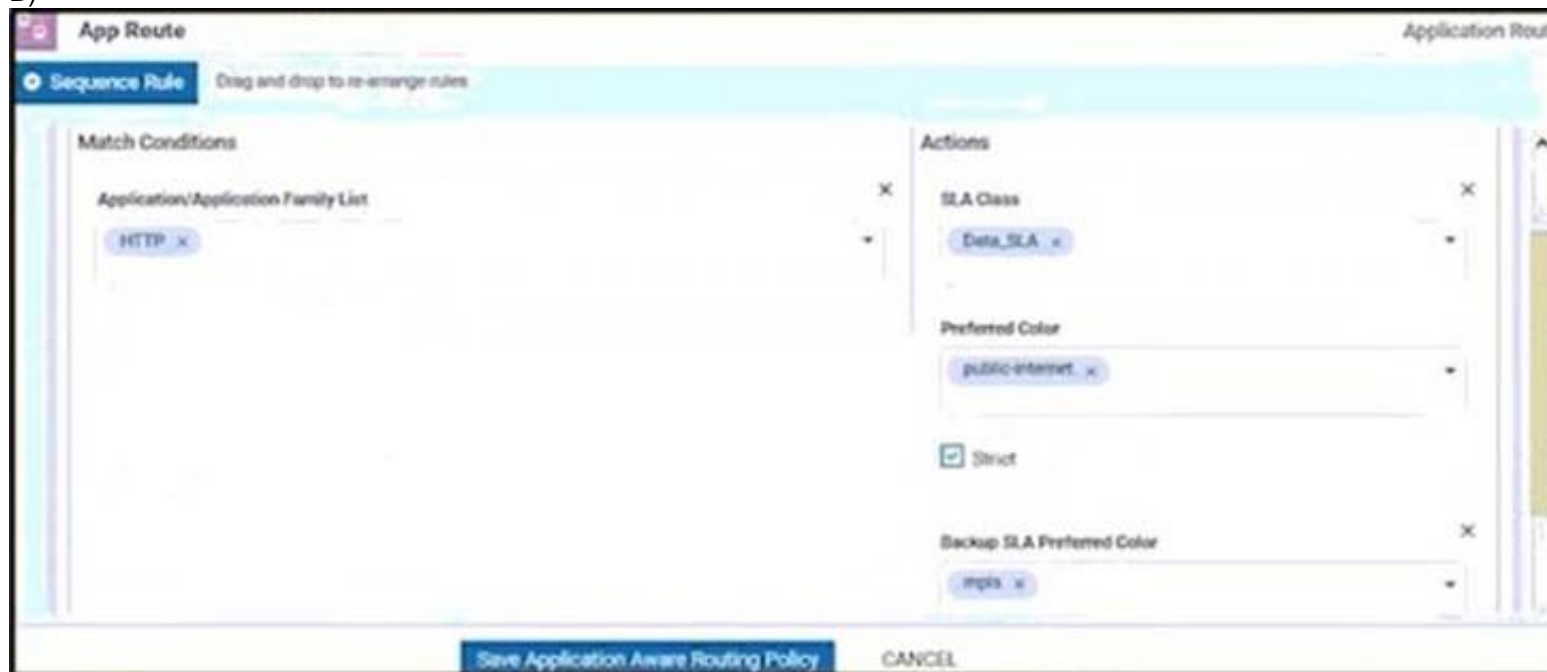 App Route
Application Rout
Sequence Rule
Drag and drop to re-arrange rules
Match Conditions
Actions
Application/Application Family List
HTTP ×
SLA Class
Data_SLA ×
Preferred Color
public-internet ×
Strict
Backup SLA Preferred Color
mpls ×
Save Application Aware Routing Policy
CANCEL